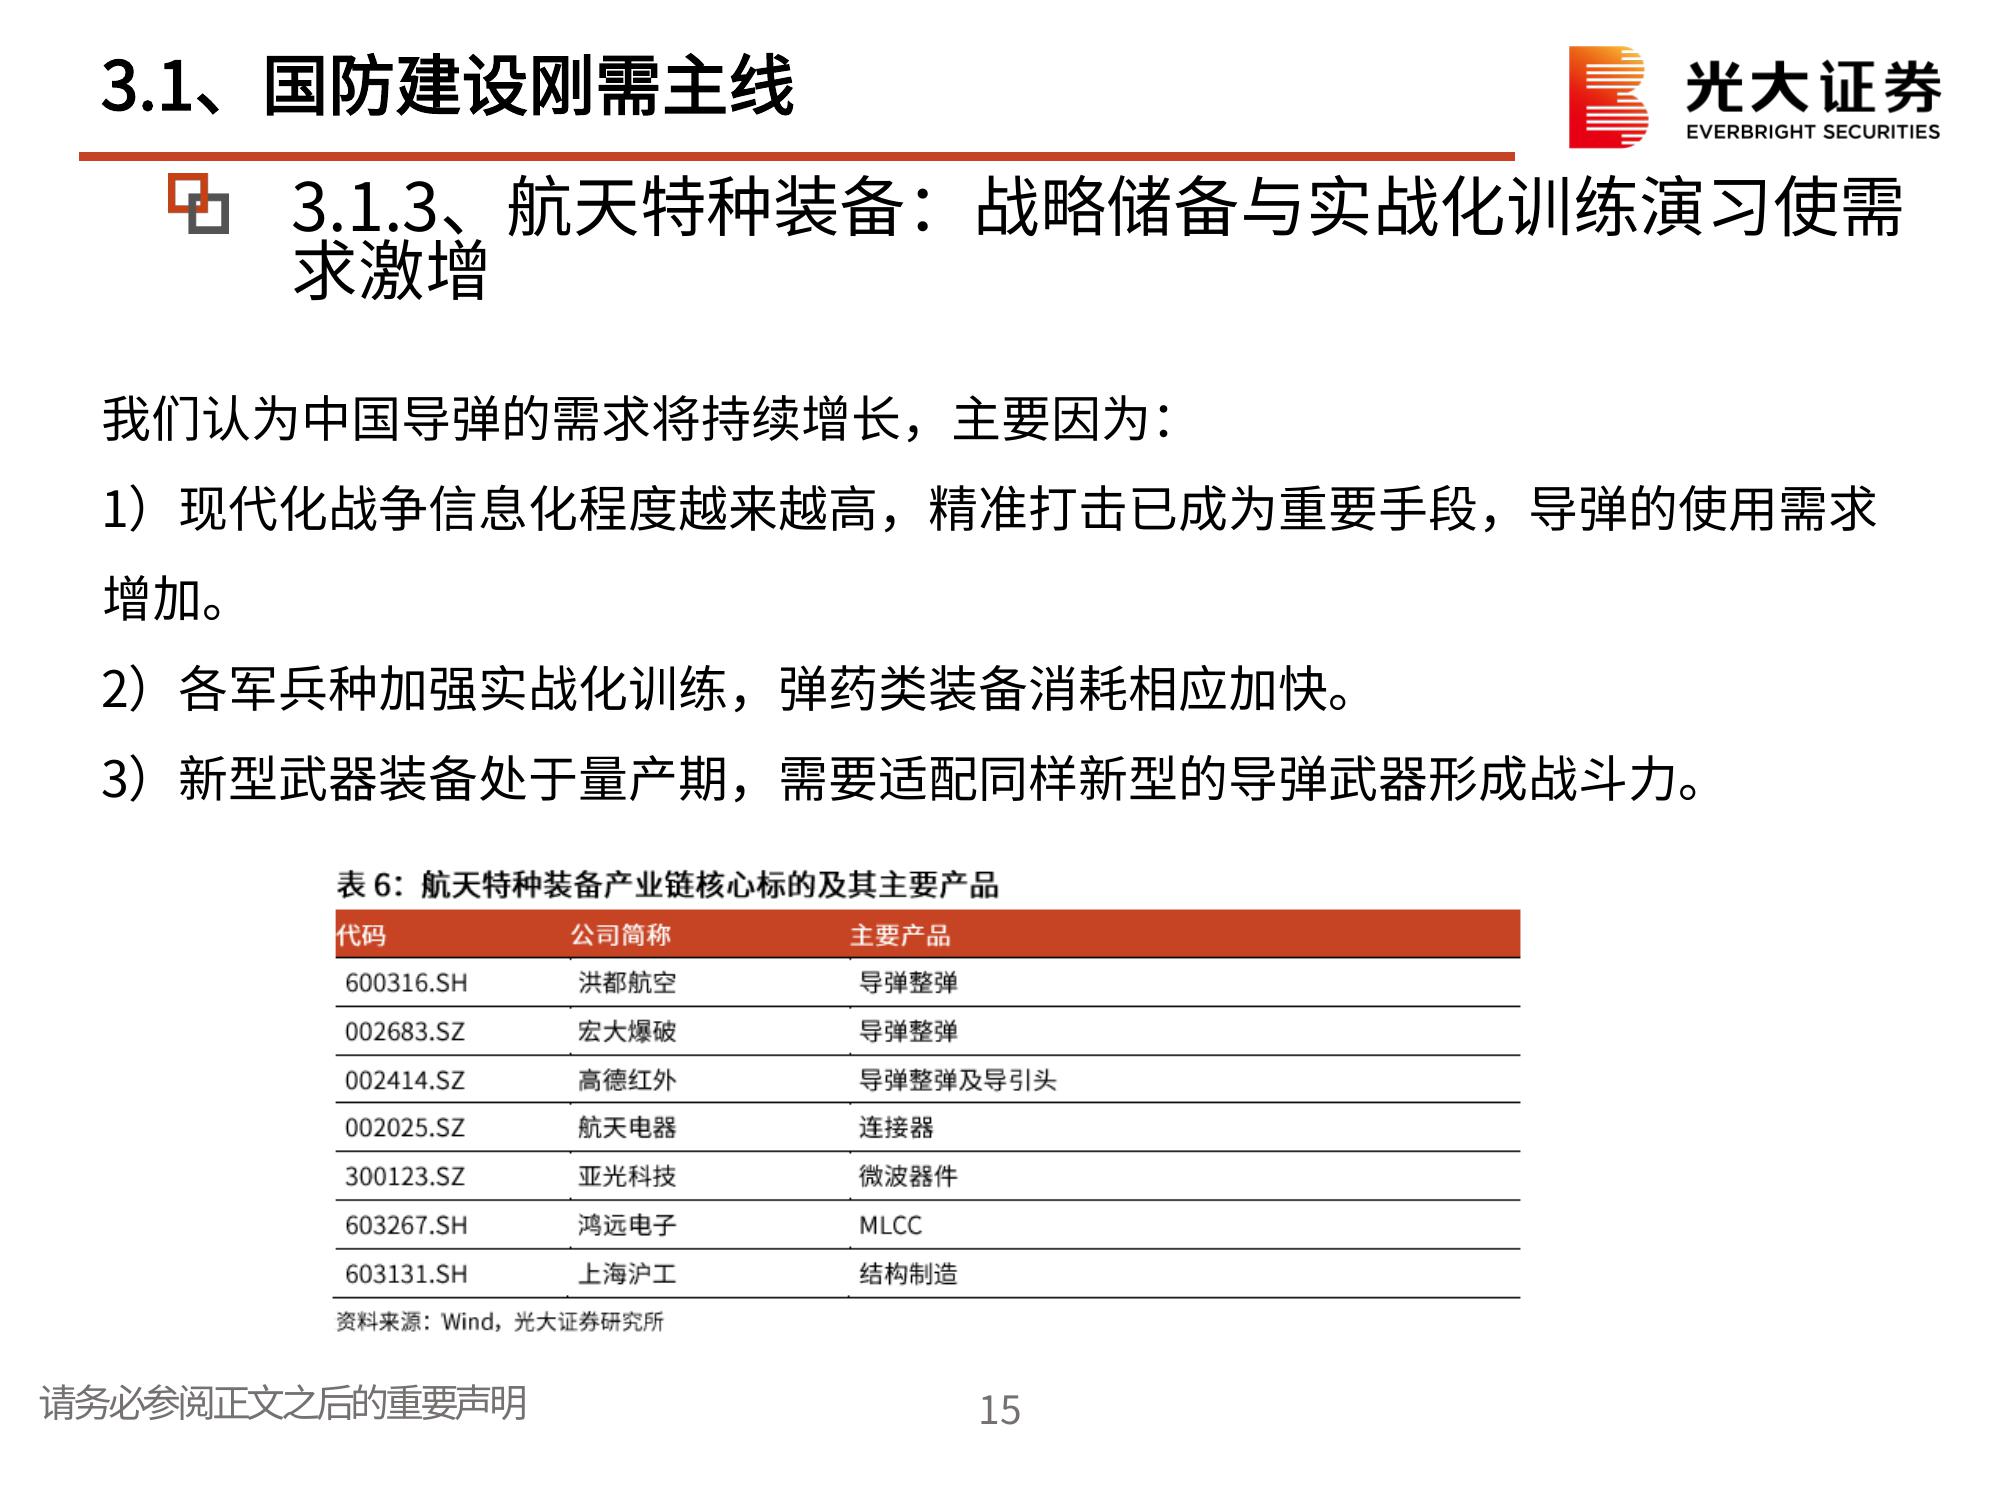 3.1、国防建设刚需主线
光大证券
EVERBRIGHT SECURITIES
3.1.3、航天特种装备：战略储备与实战化训练演习使需
求激增
我们认为中国导弹的需求将持续增长，主要因为：
1）现代化战争信息化程度越来越高，精准打击已成为重要手段，导弹的使用需求
增加。
2）各军兵种加强实战化训练，弹药类装备消耗相应加快。
3）新型武器装备处于量产期，需要适配同样新型的导弹武器形成战斗力。
表 6：航天特种装备产业链核心标的及其主要产品
代码 公司简称 主要产品
600316.SH 洪都航空 导弹整弹
002683.SZ 宏大爆破 导弹整弹
002414.SZ 高德红外 导弹整弹及导引头
002025.SZ 航天电器 连接器
300123.SZ 亚光科技 微波器件
603267.SH 鸿远电子 MLCC
603131.SH 上海沪工 结构制造
资料来源：Wind，光大证券研究所
请务必参阅正文之后的重要声明
15